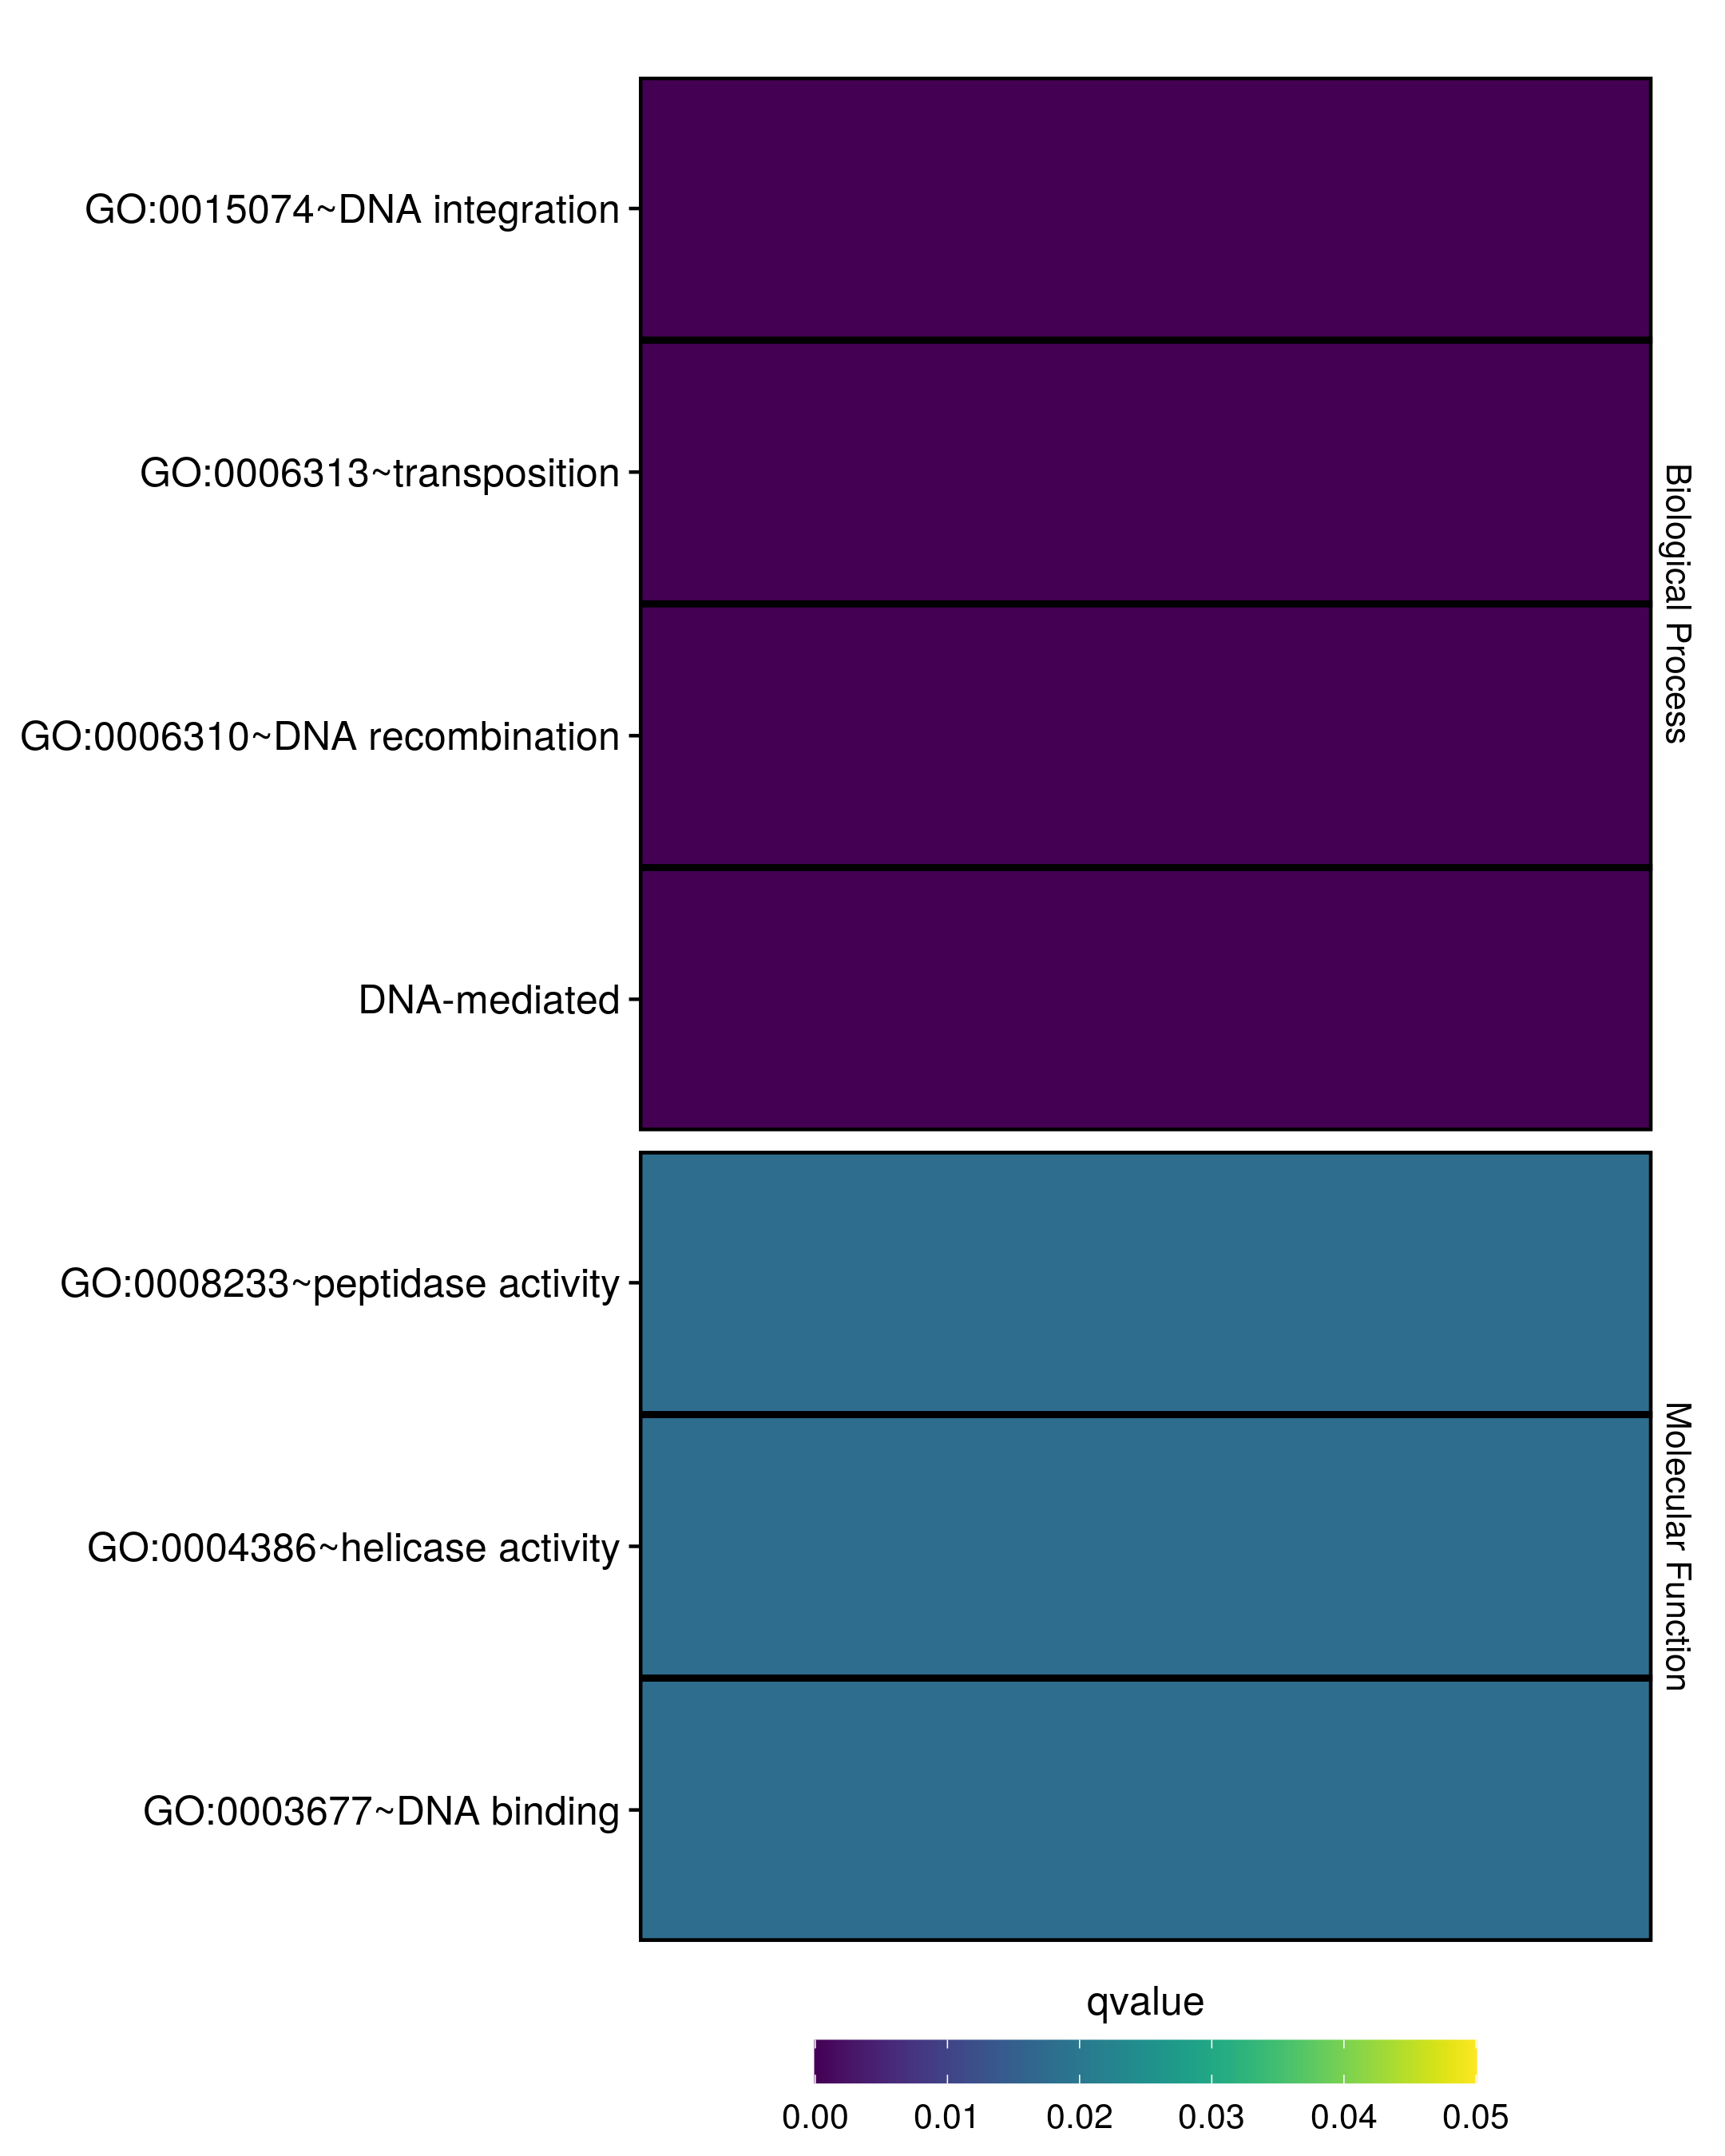 GO:0015074~DNA integration
GO:0006313~transposition
GO:0006310~DNA recombination
DNA-mediated
Biological Process
GO:0008233~peptidase activity
GO:0004386~helicase activity
GO:0003677~DNA binding
Molecular Function
qvalue
0.00 0.01 0.02 0.03 0.04 0.05